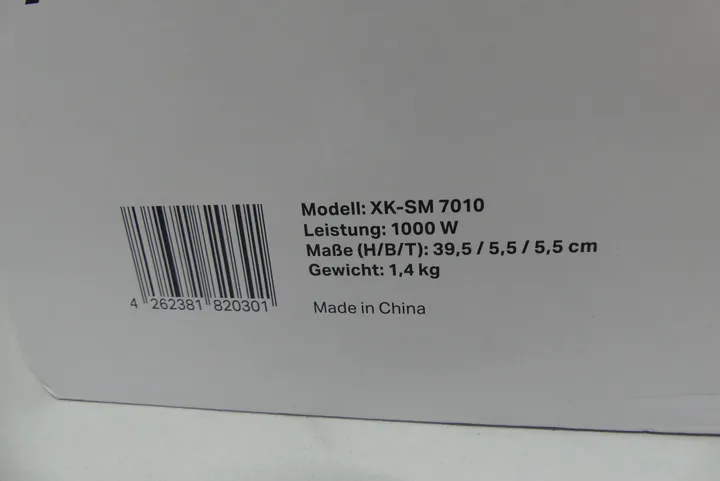 Modell: XK-SM 7010
Leistung: 1000 W
Maße (H/B/T): 39,5 / 5,5 / 5,5 cm
Gewicht: 1,4 kg
Made in China
4 262381 820301